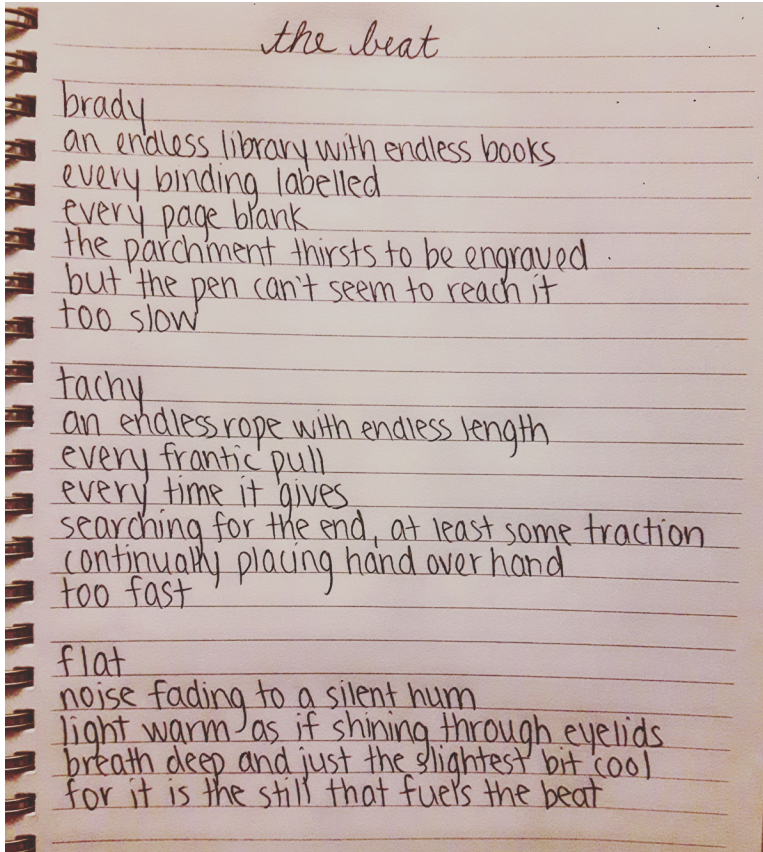 the beat
brady
an endless library with endless books
every binding labelled
every page blank
the parchment thirsts to be engraved
but the pen can't seem to reach it
too slow
tachy
an endless rope with endless length
every frantic pull
every time it gives
searching for the end, at least some traction
continually placing hand over hand
too fast
flat
noise fading to a silent hum
light warm as if shining through eyelids
breath deep and just the slightest bit cool
for it is the still that fuels the beat